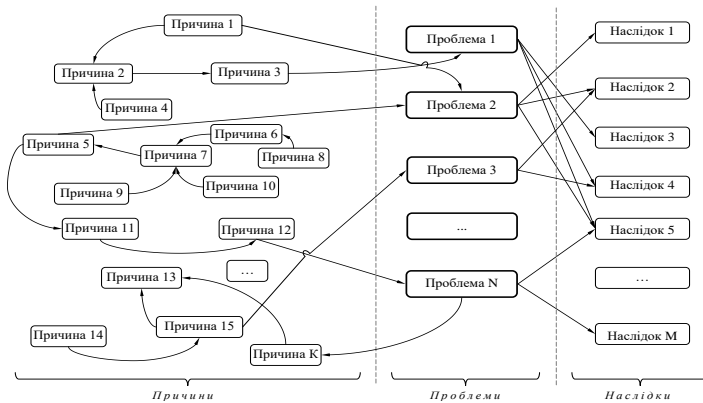 Причина 1
Причина 2
Причина 3
Причина 4
Причина 5
Причина 6
Причина 7
Причина 8
Причина 9
Причина 10
Причина 11
Причина 12
...
Причина 13
Причина 14
Причина 15
Причина K
Причини
Проблема 1
Проблема 2
Проблема 3
...
Проблема N
Проблеми
Наслідок 1
Наслідок 2
Наслідок 3
Наслідок 4
Наслідок 5
...
Наслідок M
Наслідки